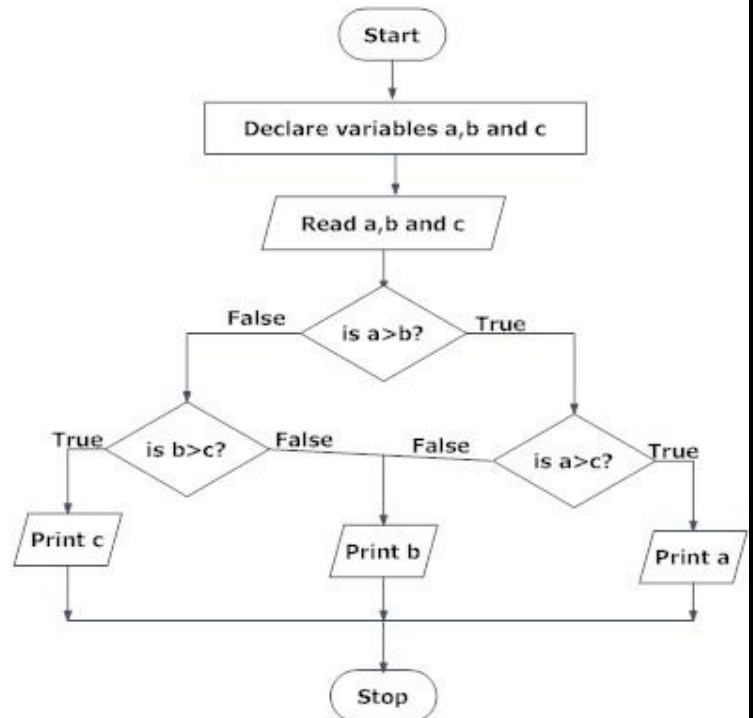 Start
Declare variables a,b and c
Read a,b and c
is a>b?
False
True
is b>c?
True
False
is a>c?
False
True
Print c
Print b
Print a
Stop